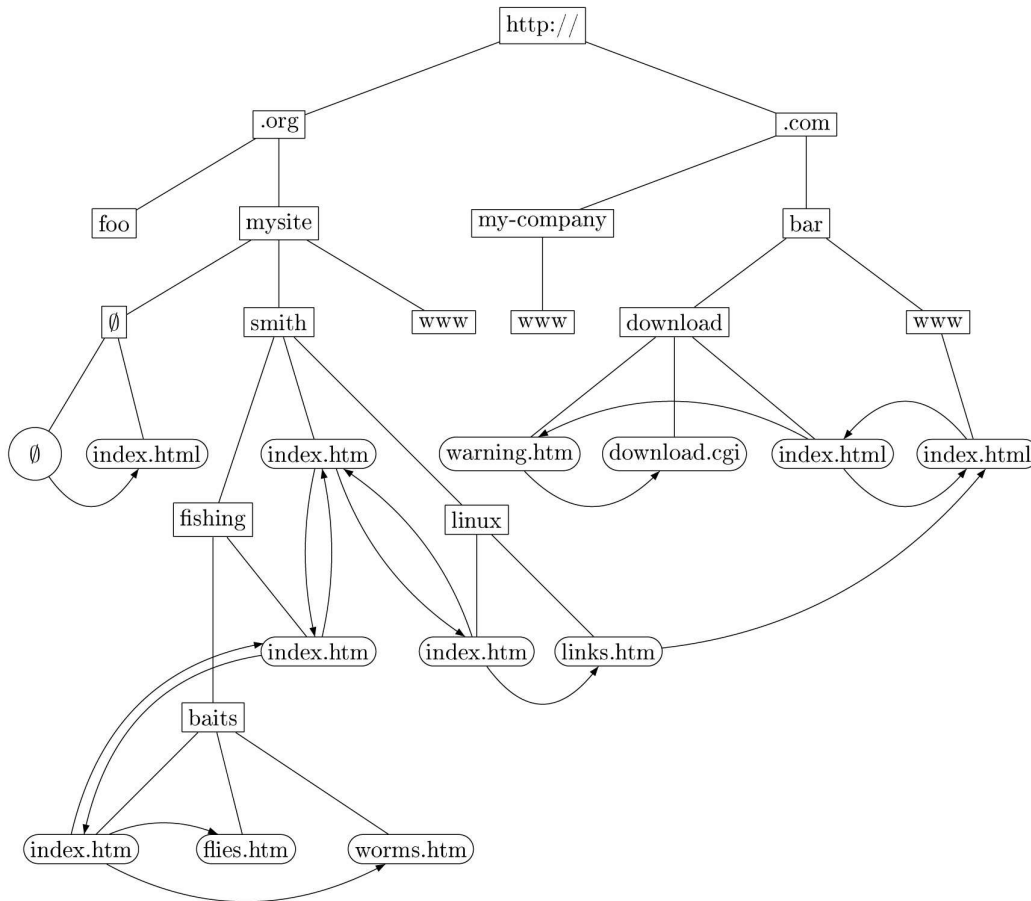 http://
.org
.com
foo
mysite
my-company
bar
∅
smith
www
www
download
www
∅
index.html
index.htm
warning.htm
download.cgi
index.html
index.html
fishing
linux
index.htm
index.htm
links.htm
baits
index.htm
flies.htm
worms.htm